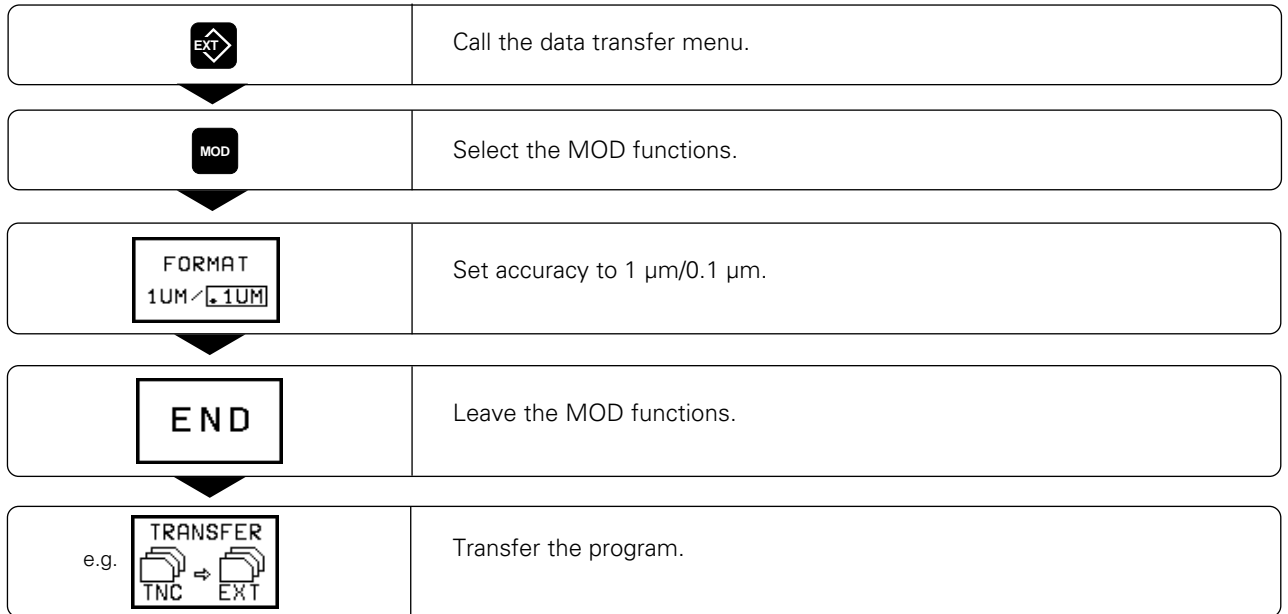 EXT
Call the data transfer menu.
MOD
Select the MOD functions.
FORMAT
1UM/.1UM
Set accuracy to 1 µm/0.1 µm.
END
Leave the MOD functions.
e.g.
TRANSFER
TNC EXT
Transfer the program.